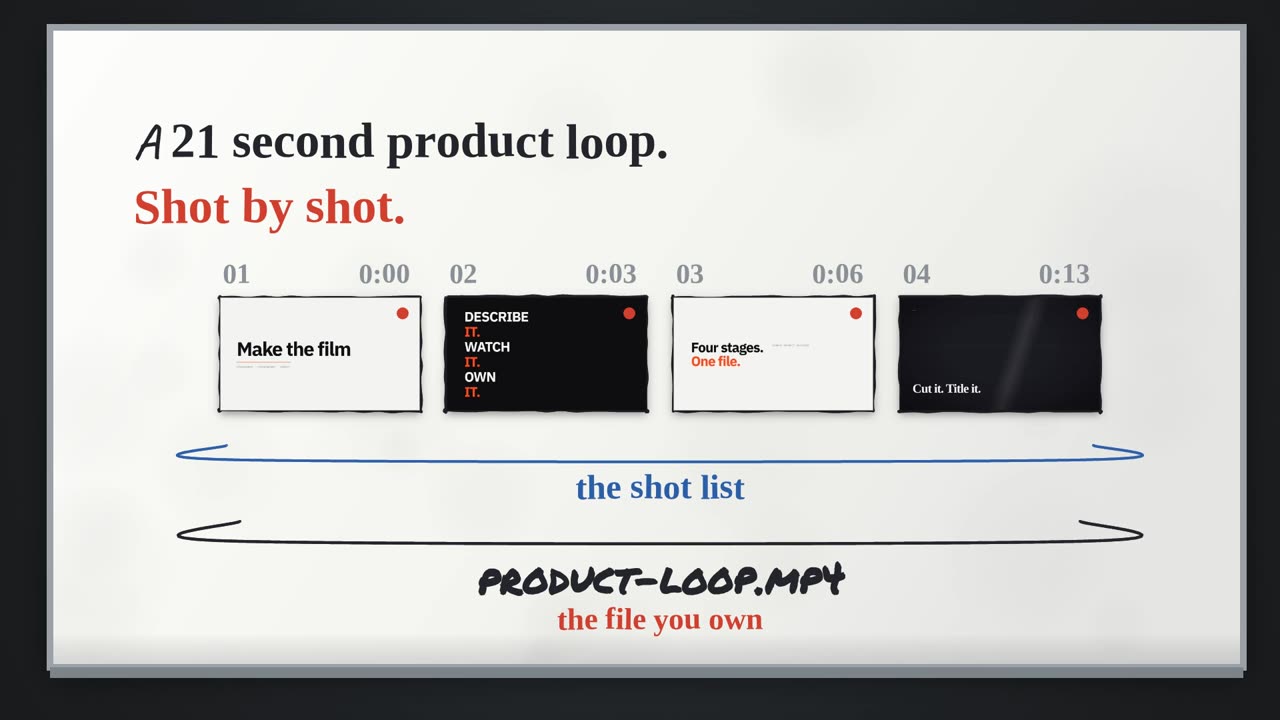 A 21 second product loop.
Shot by shot.
01 0:00 02 0:03 03 0:06 04 0:13
Make the film
DESCRIBE
IT.
WATCH
IT.
OWN
IT.
Four stages.
One file.
Cut it. Title it.
the shot list
PRODUCT-LOOP.MP4
the file you own